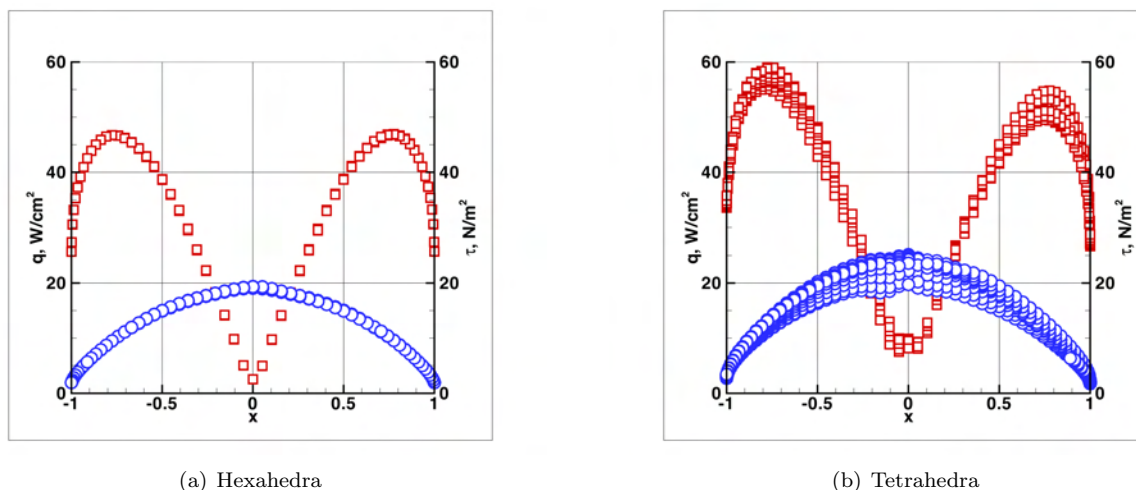 60 60 60 60
40 40 40 40
q, W/cm² τ, N/m² q, W/cm² τ, N/m²
20 20 20 20
0 0 0 0
-1 -0.5 0 0.5 1 -1 -0.5 0 0.5 1
x x
(a) Hexahedra (b) Tetrahedra